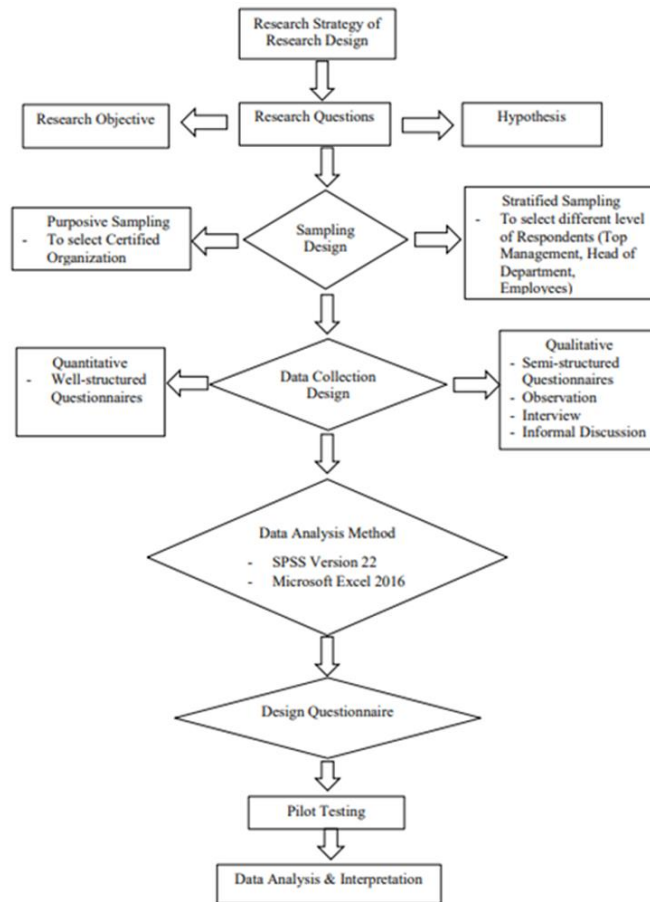 Research Strategy of
Research Design
Research Objective
Research Questions
Hypothesis
Purposive Sampling
- To select Certified
Organization
Sampling
Design
Stratified Sampling
- To select different level
of Respondents (Top
Management, Head of
Department,
Employees)
Quantitative
- Well-structured
Questionnaires
Data Collection
Design
Qualitative
- Semi-structured
Questionnaires
- Observation
- Interview
- Informal Discussion
Data Analysis Method
- SPSS Version 22
- Microsoft Excel 2016
Design Questionnaire
Pilot Testing
Data Analysis & Interpretation